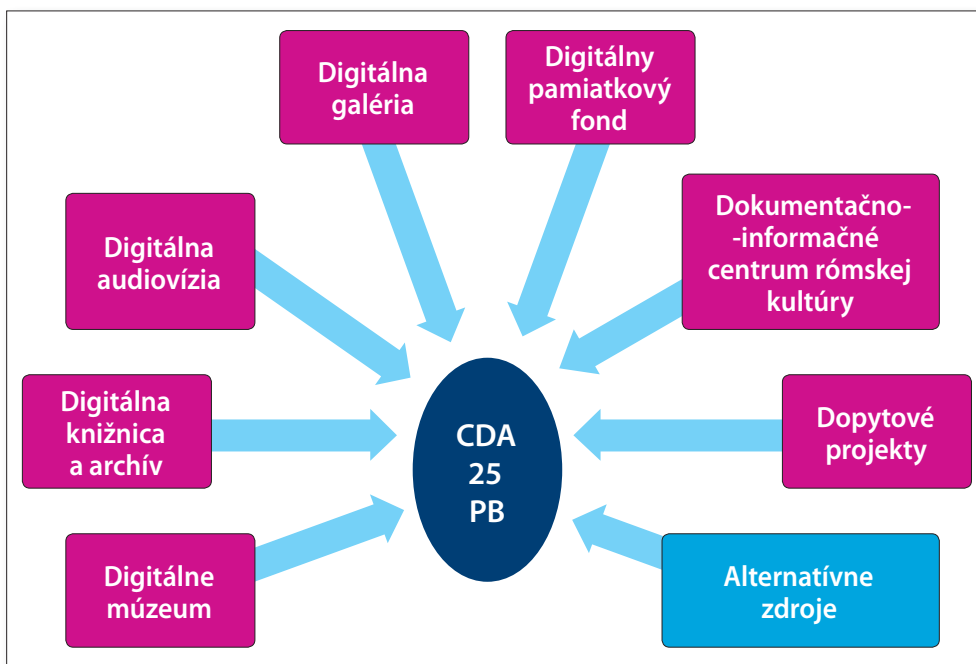 Digitálna
galéria
Digitálny
pamiatkový
fond
Digitálna
audiovízia
Dokumentačno-
-informačné
centrum rómskej
kultúry
Digitálna
knižnica
a archív
CDA
25
PB
Dopytové
projekty
Digitálne
múzeum
Alternatívne
zdroje